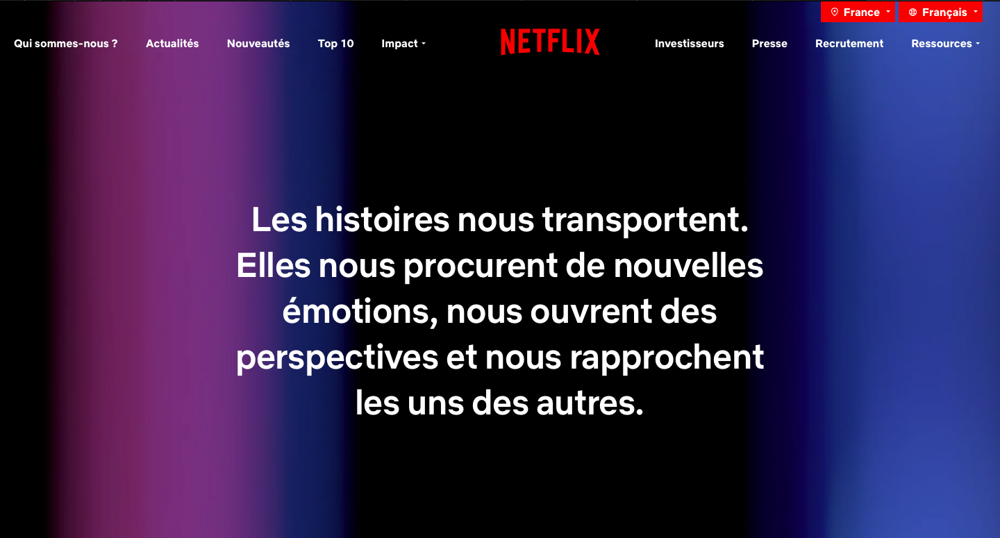 France
Français
Qui sommes-nous ?
Actualités
Nouveautés
Top 10
Impact
NETFLIX
Investisseurs
Presse
Recrutement
Ressources
Les histoires nous transportent.
Elles nous procurent de nouvelles
émotions, nous ouvrent des
perspectives et nous rapprochent
les uns des autres.